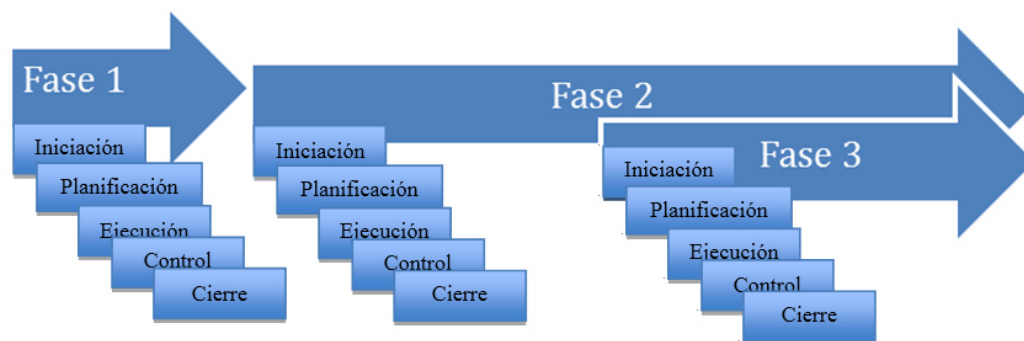 Fase 1
Iniciación
Planificación
Ejecución
Control
Cierre
Fase 2
Iniciación
Planificación
Ejecución
Control
Cierre
Fase 3
Iniciación
Planificación
Ejecución
Control
Cierre